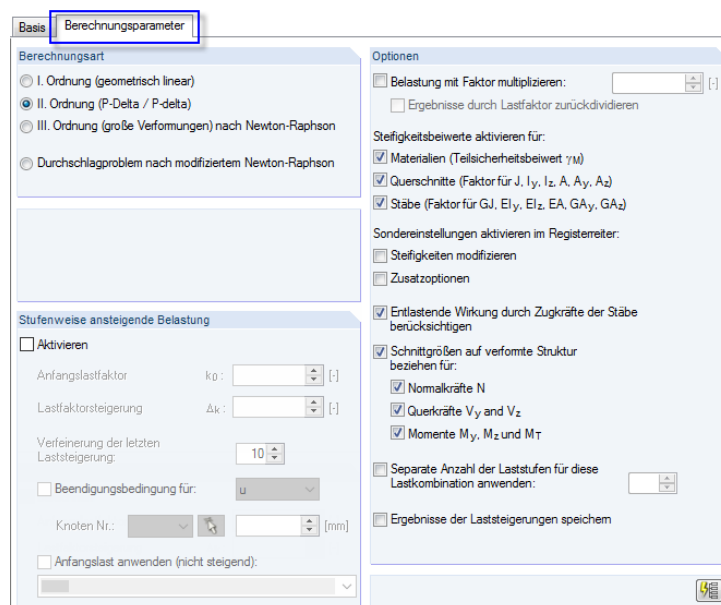 Basis
Berechnungsparameter
Berechnungsart
I. Ordnung (geometrisch linear)
II. Ordnung (P-Delta / P-delta)
III. Ordnung (große Verformungen) nach Newton-Raphson
Durchschlagproblem nach modifiziertem Newton-Raphson
Stufenweise ansteigende Belastung
Aktivieren
Anfangslastfaktor k0 : [-]
Lastfaktorsteigerung Δk : [-]
Verfeinerung der letzten
Laststeigerung: 10
Beendigungsbedingung für: u
Knoten Nr.: [mm]
Anfangslast anwenden (nicht steigend):
Optionen
Belastung mit Faktor multiplizieren: [-]
Ergebnisse durch Lastfaktor zurückdividieren
Steifigkeitsbeiwerte aktivieren für:
Materialien (Teilsicherheitsbeiwert γM)
Querschnitte (Faktor für J, Iy, Iz, A, Ay, Az)
Stäbe (Faktor für GJ, EIy, EIz, EA, GAy, GAz)
Sondereinstellungen aktivieren im Registerreiter:
Steifigkeiten modifizieren
Zusatzoptionen
Entlastende Wirkung durch Zugkräfte der Stäbe
berücksichtigen
Schnittgrößen auf verformte Struktur
beziehen für:
Normalkräfte N
Querkräfte Vy and Vz
Momente My, Mz und MT
Separate Anzahl der Laststufen für diese
Lastkombination anwenden:
Ergebnisse der Laststeigerungen speichern